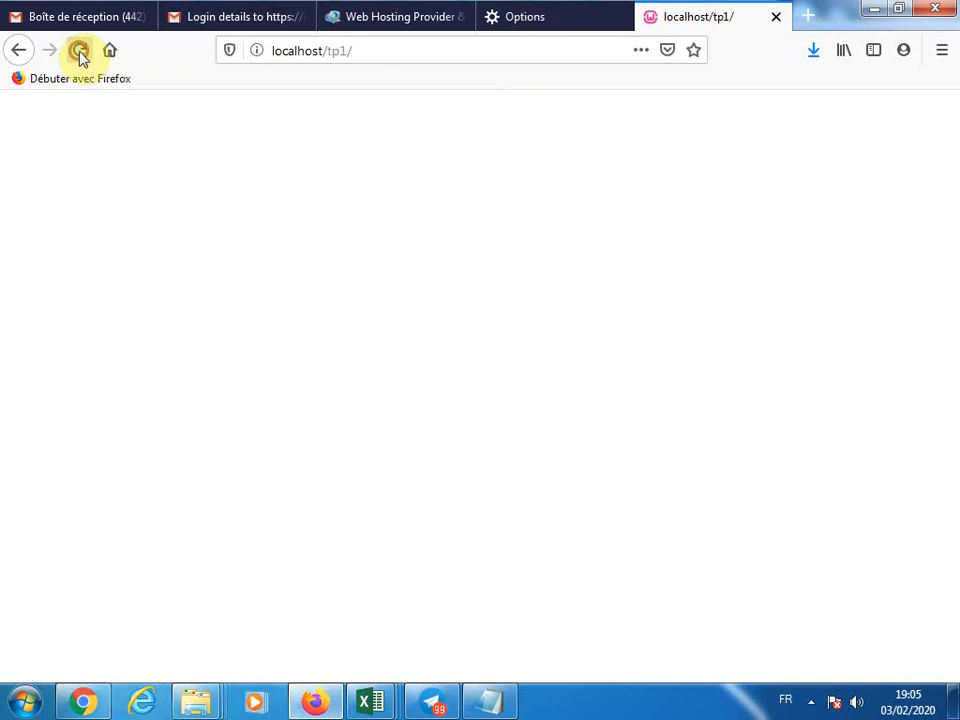 Boîte de réception (442)
Login details to https://
Web Hosting Provider &
Options
localhost/tp1/
localhost/tp1/
Débuter avec Firefox
gg
FR
19:05
03/02/2020